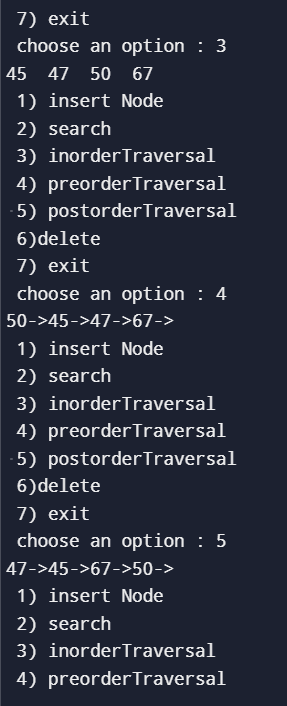 7) exit
choose an option : 3
45  47  50  67
1) insert Node
2) search
3) inorderTraversal
4) preorderTraversal
5) postorderTraversal
6)delete
7) exit
choose an option : 4
50->45->47->67->
1) insert Node
2) search
3) inorderTraversal
4) preorderTraversal
5) postorderTraversal
6)delete
7) exit
choose an option : 5
47->45->67->50->
1) insert Node
2) search
3) inorderTraversal
4) preorderTraversal